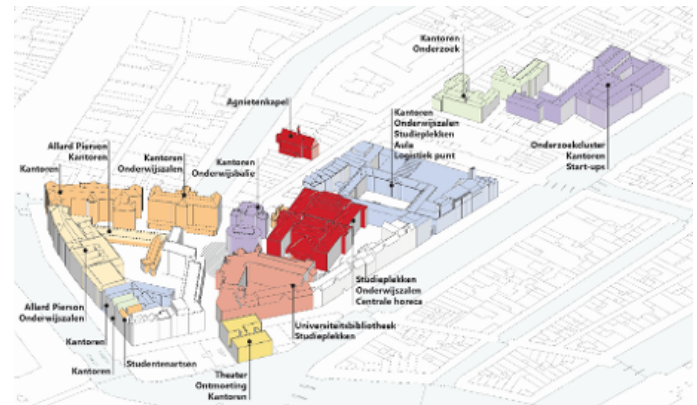 Kantoren
Onderzoek
Agnietenkapel
Kantoren
Onderwijszalen
Studieplekken
Aula
Logistiek punt
Onderzoekcluster
Kantoren
Start-ups
Allard Pierson
Kantoren
Kantoren
Kantoren
Onderwijszalen
Kantoren
Onderwijsbalie
Allard Pierson
Onderwijszalen
Kantoren
Kantoren
Studentenartsen
Studieplekken
Onderwijszalen
Centrale horeca
Universiteitsbibliotheek
Studieplekken
Theater
Ontmoeting
Kantoren